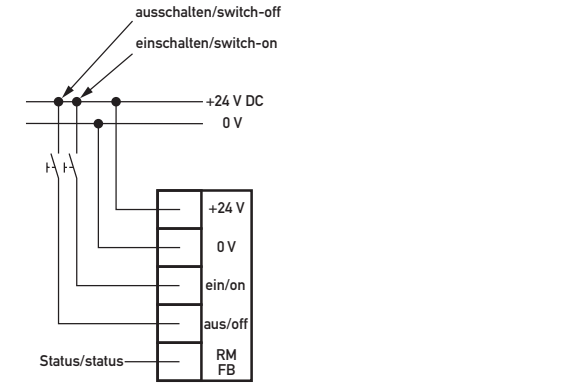 ausschalten/switch-off
einschalten/switch-on
+24 V DC
0 V
+24 V
0 V
ein/on
aus/off
Status/status
RM
FB